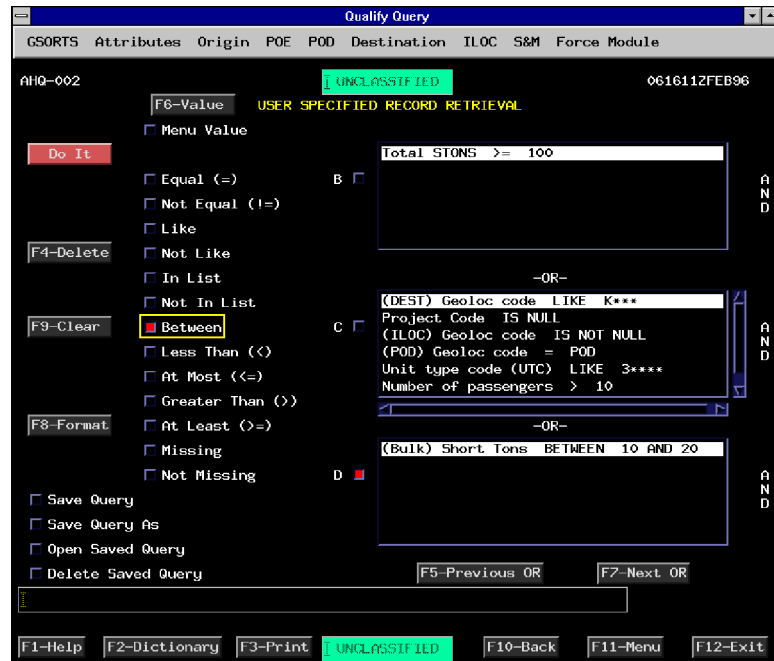 Qualify Query
GSORTS Attributes Origin POE POD Destination ILOC S&M Force Module
AHQ-002 UNCLASSIFIED 061611ZFEB96
F6-Value USER SPECIFIED RECORD RETRIEVAL
Menu Value
Do It Total STONS >= 100
Equal (=) B
AND
Not Equal (!=)
Like
F4-Delete Not Like
In List -OR-
Not In List (DEST) Geoloc code LIKE K***
Project Code IS NULL
F9-Clear Between C (ILOC) Geoloc code IS NOT NULL
AND
Less Than (<) (POD) Geoloc code = POD
At Most (<=) Unit type code (UTC) LIKE 3****
Number of passengers > 10
Greater Than (>)
F8-Format At Least (>=) -OR-
Missing (Bulk) Short Tons BETWEEN 10 AND 20
Not Missing D
AND
Save Query
Save Query As
Open Saved Query
Delete Saved Query F5-Previous OR F7-Next OR
F1-Help F2-Dictionary F3-Print UNCLASSIFIED F10-Back F11-Menu F12-Exit